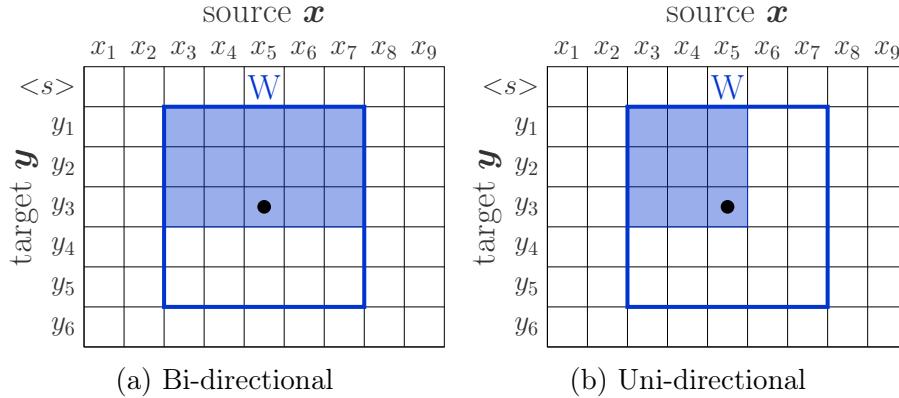 source x
x1 x2 x3 x4 x5 x6 x7 x8 x9
<s>
W
y1
y2
y3
y4
y5
y6
target y
(a) Bi-directional
source x
x1 x2 x3 x4 x5 x6 x7 x8 x9
<s>
W
y1
y2
y3
y4
y5
y6
target y
(b) Uni-directional